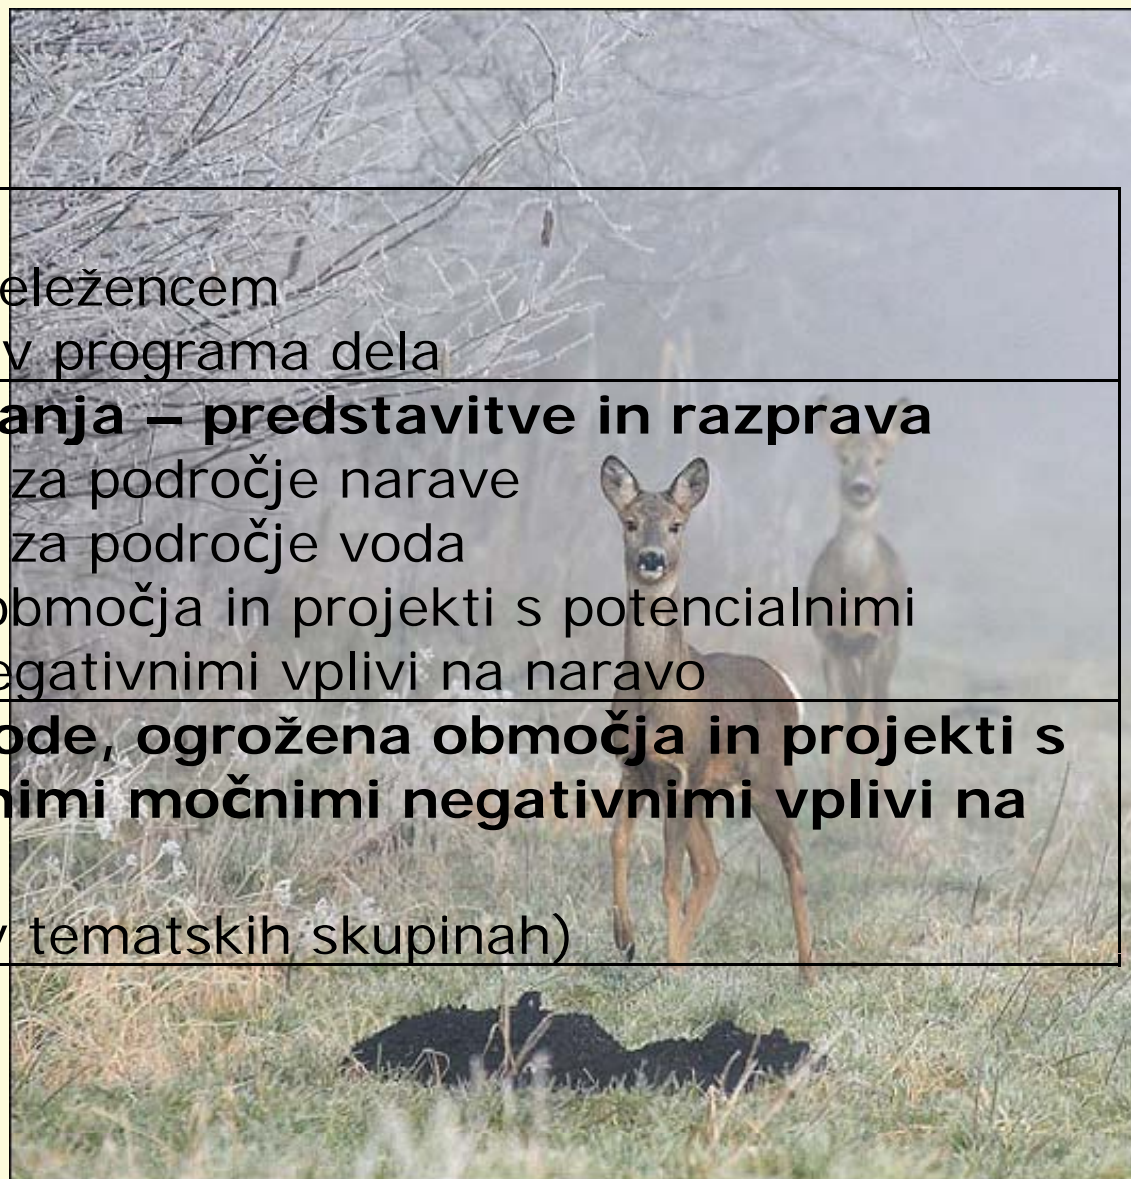 eležencem
v programa dela
anja – predstavitve in razprava
za področje narave
za področje voda
območja in projekti s potencialnimi
egativnimi vplivi na naravo
ode, ogrožena območja in projekti s
nimi močnimi negativnimi vplivi na
v tematskih skupinah)